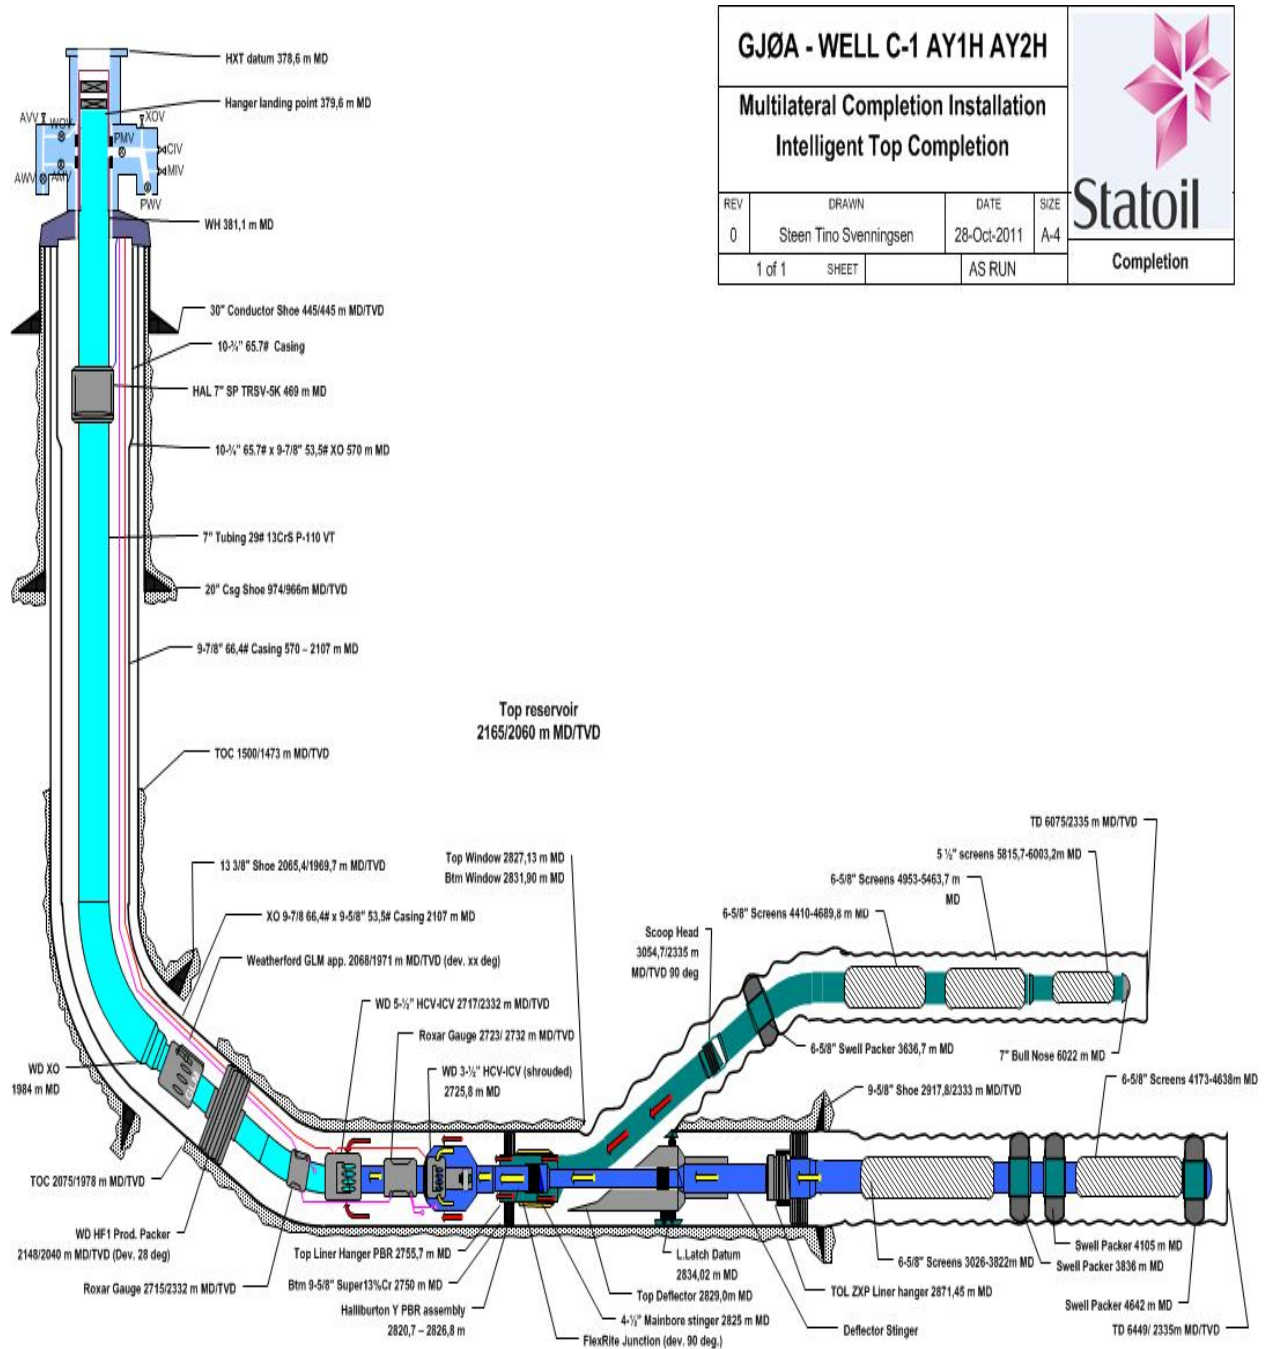 GJØA - WELL C-1 AY1H AY2H
Multilateral Completion Installation
Intelligent Top Completion
REV
DRAWN
DATE
SIZE
0
Steen Tino Svenningsen
28-Oct-2011
A-4
1 of 1
SHEET
AS RUN
Statoil
Completion
HXT datum 378,6 m MD
Hanger landing point 379,6 m MD
AVV
WOV
XOV
PMV
CIV
MIV
AWV
AMV
PWV
WH 381,1 m MD
30" Conductor Shoe 445/445 m MD/TVD
10-¾" 65.7# Casing
HAL 7" SP TRSV-5K 469 m MD
10-¾" 65.7# x 9-7/8" 53,5# XO 570 m MD
7" Tubing 29# 13CrS P-110 VT
20" Csg Shoe 974/966m MD/TVD
9-7/8" 66,4# Casing 570 – 2107 m MD
Top reservoir
2165/2060 m MD/TVD
TOC 1500/1473 m MD/TVD
13 3/8" Shoe 2065,4/1969,7 m MD/TVD
XO 9-7/8 66,4# x 9-5/8" 53,5# Casing 2107 m MD
Weatherford GLM app. 2068/1971 m MD/TVD (dev. xx deg)
WD 5-½" HCV-ICV 2717/2332 m MD/TVD
Roxar Gauge 2723/ 2732 m MD/TVD
WD 3-½" HCV-ICV (shrouded)
2725,8 m MD
Top Window 2827,13 m MD
Btm Window 2831,90 m MD
Scoop Head
3054,7/2335 m
MD/TVD 90 deg
6-5/8" Screens 4410-4689,8 m MD
6-5/8" Screens 4953-5463,7 m
MD
5 ½" screens 5815,7-6003,2m MD
TD 6075/2335 m MD/TVD
6-5/8" Swell Packer 3636,7 m MD
7" Bull Nose 6022 m MD
9-5/8" Shoe 2917,8/2333 m MD/TVD
6-5/8" Screens 4173-4638m MD
WD XO
1984 m MD
TOC 2075/1978 m MD/TVD
WD HF1 Prod. Packer
2148/2040 m MD/TVD (Dev. 28 deg)
Roxar Gauge 2715/2332 m MD/TVD
Top Liner Hanger PBR 2755,7 m MD
Btm 9-5/8" Super13%Cr 2750 m MD
Halliburton Y PBR assembly
2820,7 – 2826,8 m
FlexRite Junction (dev. 90 deg.)
4-½" Mainbore stinger 2825 m MD
Top Deflector 2829,0m MD
L.Latch Datum
2834,02 m MD
Deflector Stinger
TOL ZXP Liner hanger 2871,45 m MD
6-5/8" Screens 3026-3822m MD
Swell Packer 4105 m MD
Swell Packer 3836 m MD
Swell Packer 4642 m MD
TD 6449/ 2335m MD/TVD